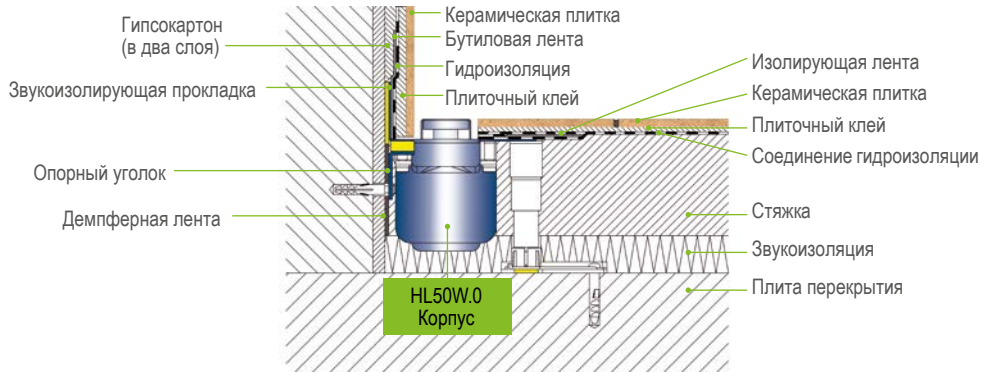 Гипсокартон
(в два слоя)
Звукоизолирующая прокладка
Опорный уголок
Демпферная лента
Керамическая плитка
Бутиловая лента
Гидроизоляция
Плиточный клей
HL50W.0
Корпус
Изолирующая лента
Керамическая плитка
Плиточный клей
Соединение гидроизоляции
Стяжка
Звукоизоляция
Плита перекрытия